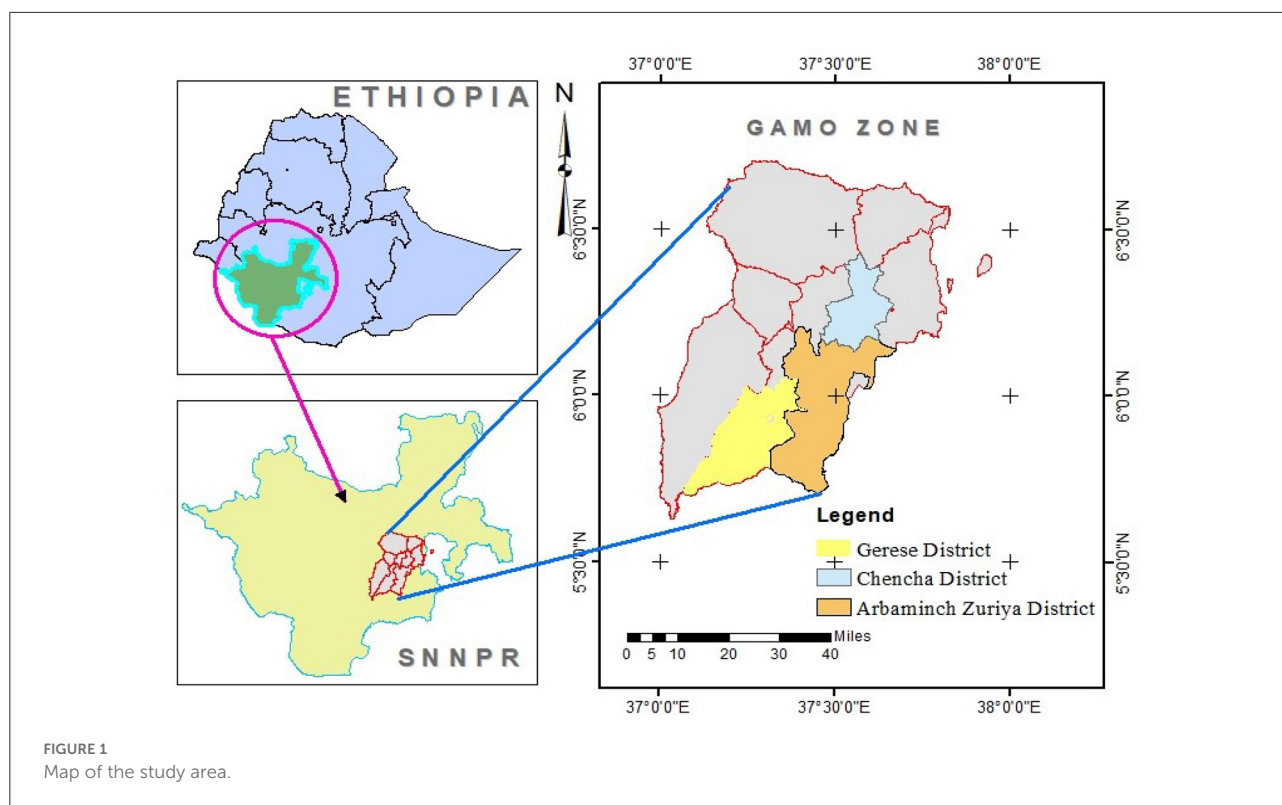 ETHIOPIA
N
SNNPR
37°0'0"E
37°30'0"E
38°0'0"E
GAMO ZONE
6°30'0"N
6°30'0"N
6°0'0"N
6°0'0"N
5°30'0"N
5°30'0"N
Legend
Gerese District
Chencha District
Arbaminch Zuriya District
Miles
0 5 10 20 30 40
37°0'0"E
37°30'0"E
38°0'0"E
FIGURE 1
Map of the study area.